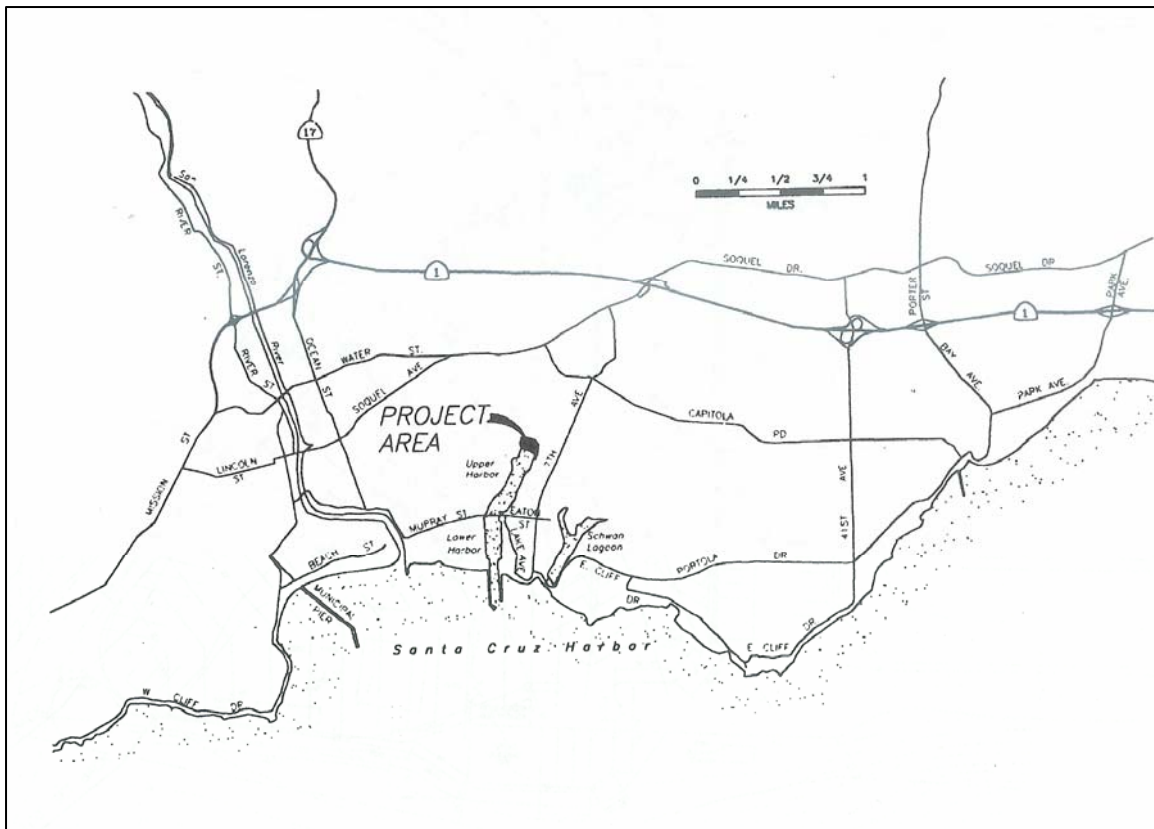 17
0 1/4 1/2 3/4 1
MILES
San
Lorenzo
River
RIVER
ST.
1
SOQUEL DR.
SOQUEL DR
PORTER
ST
PARK
AVE.
1
RIVER
ST
OCEAN
ST
WATER ST.
SOQUEL AVE
BAY AVE
PARK AVE.
PROJECT
AREA
7TH AVE
CAPITOLA
PD
MISSION ST
LINCOLN
ST
Upper
Harbor
41ST AVE
MURRAY ST.
EATON
ST
Lower
Harbor
LAKE AVE
Schwan
Lagoon
BEACH ST
MUNICIPAL
PIER
E. CLIFF
DR
PORTOLA DR
E CLIFF DR
Santa Cruz Harbor
W CLIFF DR